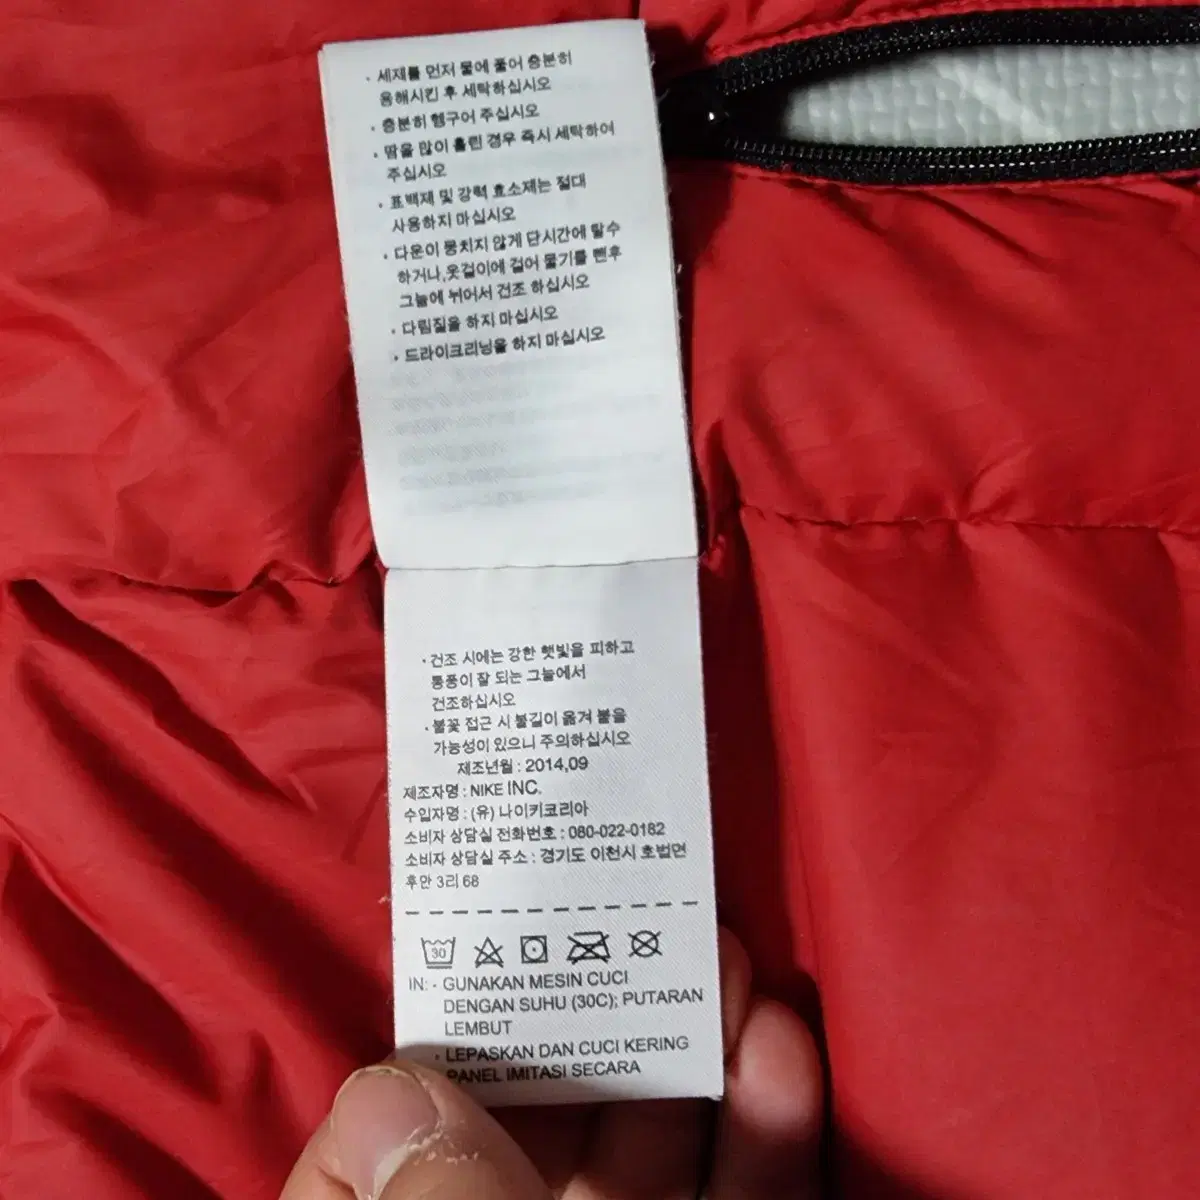 · 세재를 먼저 물에 풀어 충분히
용해시킨 후 세탁하십시오
· 충분히 헹구어 주십시오
· 땀을 많이 흘린 경우 즉시 세탁하여
주십시오
· 표백재 및 강력 효소제는 절대
사용하지 마십시오
· 다운이 뭉치지 않게 단시간에 탈수
하거나,옷걸이에 걸어 물기를 뺀후
그늘에 뉘어서 건조 하십시오
· 다림질을 하지 마십시오
· 드라이크리닝을 하지 마십시오
· 건조 시에는 강한 햇빛을 피하고
통풍이 잘 되는 그늘에서
건조하십시오
· 불꽃 접근 시 불길이 옮겨 붙을
가능성이 있으니 주의하십시오
제조년월 : 2014,09
제조자명 : NIKE INC.
수입자명 : (유) 나이키코리아
소비자 상담실 전화번호 : 080-022-0182
소비자 상담실 주소 : 경기도 이천시 호법면
후안 3리 68
30
IN: · GUNAKAN MESIN CUCI
DENGAN SUHU (30C); PUTARAN
LEMBUT
· LEPASKAN DAN CUCI KERING
PANEL IMITASI SECARA